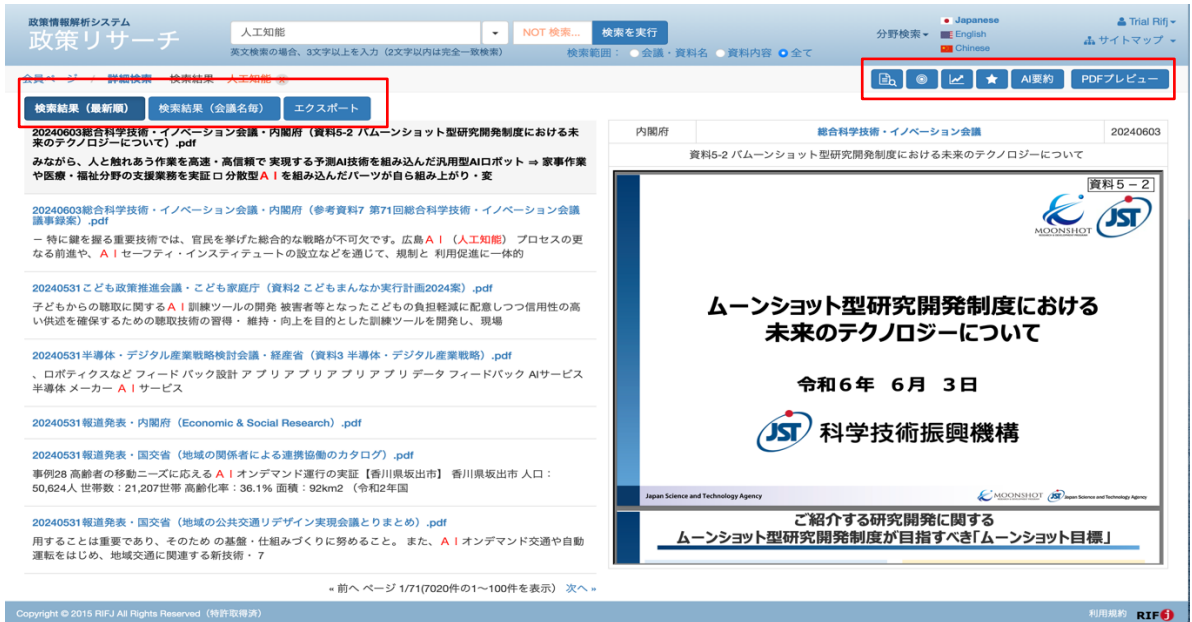 政策情報解析システム
政策リサーチ
人工知能
NOT 検索...
検索を実行
英文検索の場合、3文字以上を入力（2文字以内は完全一致検索）
検索範囲： 会議・資料名 資料内容 全て
分野検索
Japanese
English
Chinese
Trial Rifj
サイトマップ
会員ページ / 詳細検索 検索結果 人工知能
AI要約
PDFプレビュー
検索結果（最新順）
検索結果（会議名毎）
エクスポート
20240603総合科学技術・イノベーション会議・内閣府（資料5-2 バムーンショット型研究開発制度における未
来のテクノロジーについて）.pdf
みながら、人と触れあう作業を高速・高信頼で 実現する予測AI技術を組み込んだ汎用型AIロボット ⇒ 家事作業
や医療・福祉分野の支援業務を実証ロ 分散型ＡＩを組み込んだパーツが自ら組み上がり・変
20240603総合科学技術・イノベーション会議・内閣府（参考資料7 第71回総合科学技術・イノベーション会議
議事録案）.pdf
− 特に鍵を握る重要技術では、官民を挙げた総合的な戦略が不可欠です。広島ＡＩ（人工知能） プロセスの更
なる前進や、ＡＩセーフティ・インスティテュートの設立などを通じて、規制と 利用促進に一体的
20240531こども政策推進会議・こども家庭庁（資料2 こどもまんなか実行計画2024案）.pdf
子どもからの聴取に関するＡＩ訓練ツールの開発 被害者等となったこどもの負担軽減に配慮しつつ信用性の高
い供述を確保するための聴取技術の習得・ 維持・向上を目的とした訓練ツールを開発し、現場
20240531半導体・デジタル産業戦略検討会議・経産省（資料3 半導体・デジタル産業戦略）.pdf
、ロボティクスなど フィード バック設計 ア プ リ ア プ リ ア プ リ ア プ リ データ フィードバック AIサービス
半導体 メーカー ＡＩサービス
20240531報道発表・内閣府（Economic & Social Research）.pdf
20240531報道発表・国交省（地域の関係者による連携協働のカタログ）.pdf
事例28 高齢者の移動ニーズに応えるＡＩオンデマンド運行の実証【香川県坂出市】 香川県坂出市 人口：
50,624人 世帯数：21,207世帯 高齢化率：36.1% 面積：92km2 （令和2年国
20240531報道発表・国交省（地域の公共交通リデザイン実現会議とりまとめ）.pdf
用することは重要であり、そのため の基盤・仕組みづくりに努めること。 また、ＡＩオンデマンド交通や自動
運転をはじめ、地域交通に関連する新技術・ 7
« 前へ ページ 1/71(7020件の1〜100件を表示) 次へ »
内閣府
総合科学技術・イノベーション会議
20240603
資料5-2 バムーンショット型研究開発制度における未来のテクノロジーについて
資料５−２
MOONSHOT
JST
ムーンショット型研究開発制度における
未来のテクノロジーについて
令和６年 ６月 ３日
JST 科学技術振興機構
Japan Science and Technology Agency
MOONSHOT
JST Japan Science and Technology Agency
ご紹介する研究開発に関する
ムーンショット型研究開発制度が目指すべき「ムーンショット目標」
Copyright © 2015 RIFJ All Rights Reserved（特許取得済）
利用規約 RIFJ